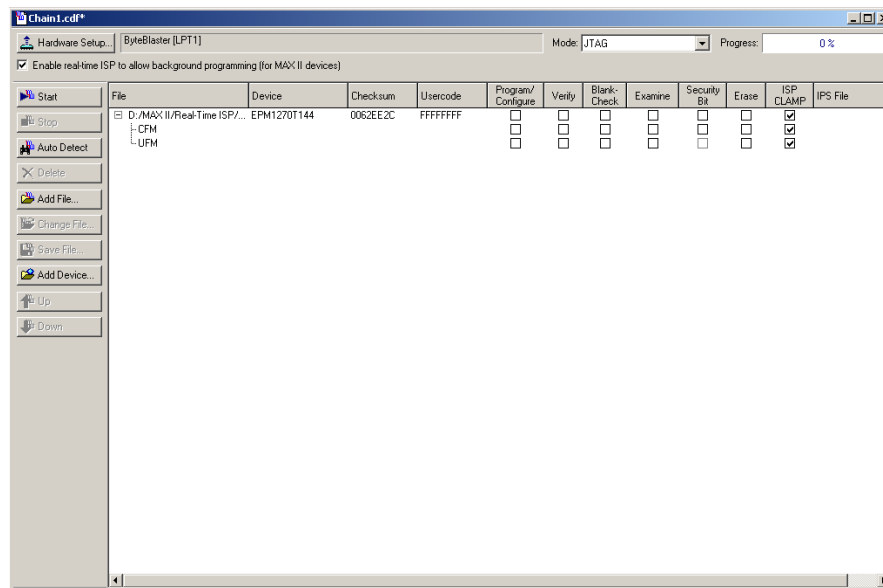 Chain1.cdf*
Hardware Setup... ByteBlaster [LPT1] Mode: JTAG Progress: 0 %
Enable real-time ISP to allow background programming (for MAX II devices)
Start
Stop
Auto Detect
Delete
Add File...
Change File...
Save File...
Add Device...
Up
Down
File Device Checksum Usercode Program/ Configure Verify Blank- Check Examine Security Bit Erase ISP CLAMP IPS File
D:/MAX II/Real-Time ISP/... EPM1270T144 0062EE2C FFFFFFFF
CFM
UFM